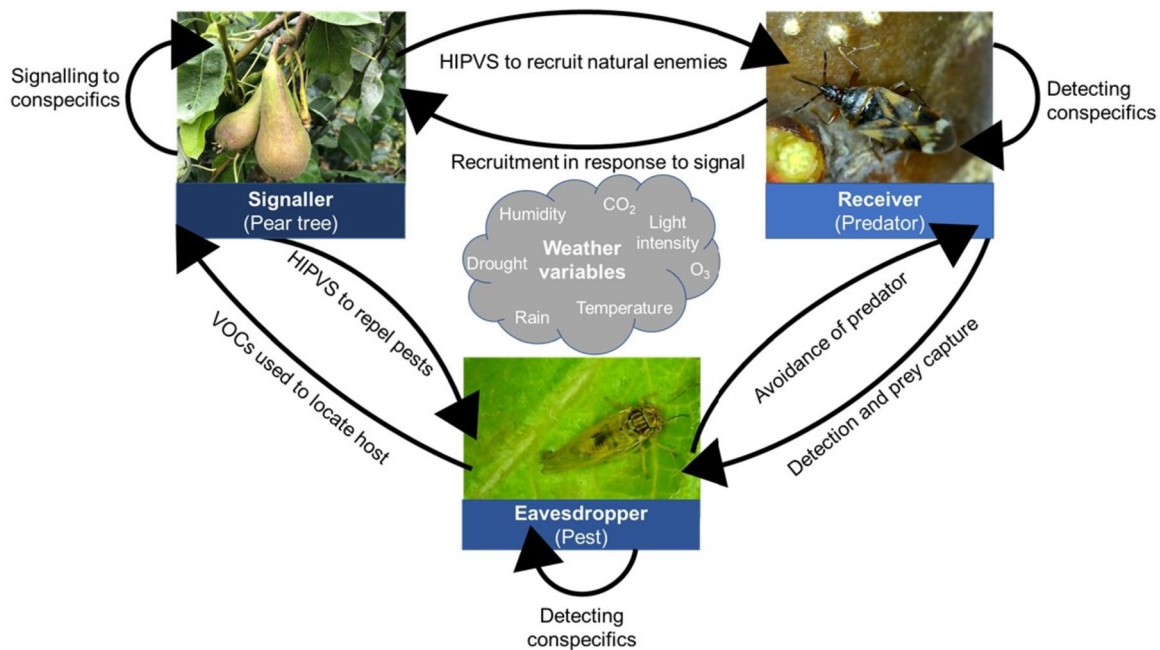 Signalling to
conspecifics
HIPVS to recruit natural enemies
Detecting
conspecifics
Recruitment in response to signal
Signaller
(Pear tree)
Receiver
(Predator)
Humidity
CO₂
Light
intensity
Weather
variables
Drought
O₃
Rain
Temperature
HIPVS to repel pests
VOCs used to locate host
Avoidance of predator
Detection and prey capture
Eavesdropper
(Pest)
Detecting
conspecifics